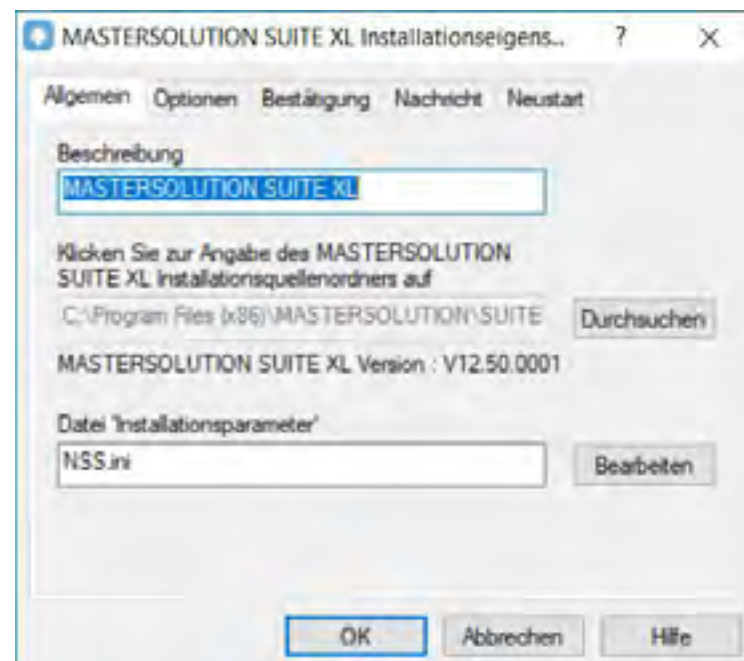 MASTERSOLUTION SUITE XL Installationseigens...
?
Allgemein Optionen Bestätigung Nachricht Neustart
Beschreibung
MASTERSOLUTION SUITE XL
Klicken Sie zur Angabe des MASTERSOLUTION
SUITE XL Installationsquellenordners auf
C:\Program Files (x86)\MASTERSOLUTION\SUITE
Durchsuchen
MASTERSOLUTION SUITE XL Version : V12.50.0001
Datei 'Installationsparameter'
NSS.ini
Bearbeiten
OK Abbrechen Hilfe